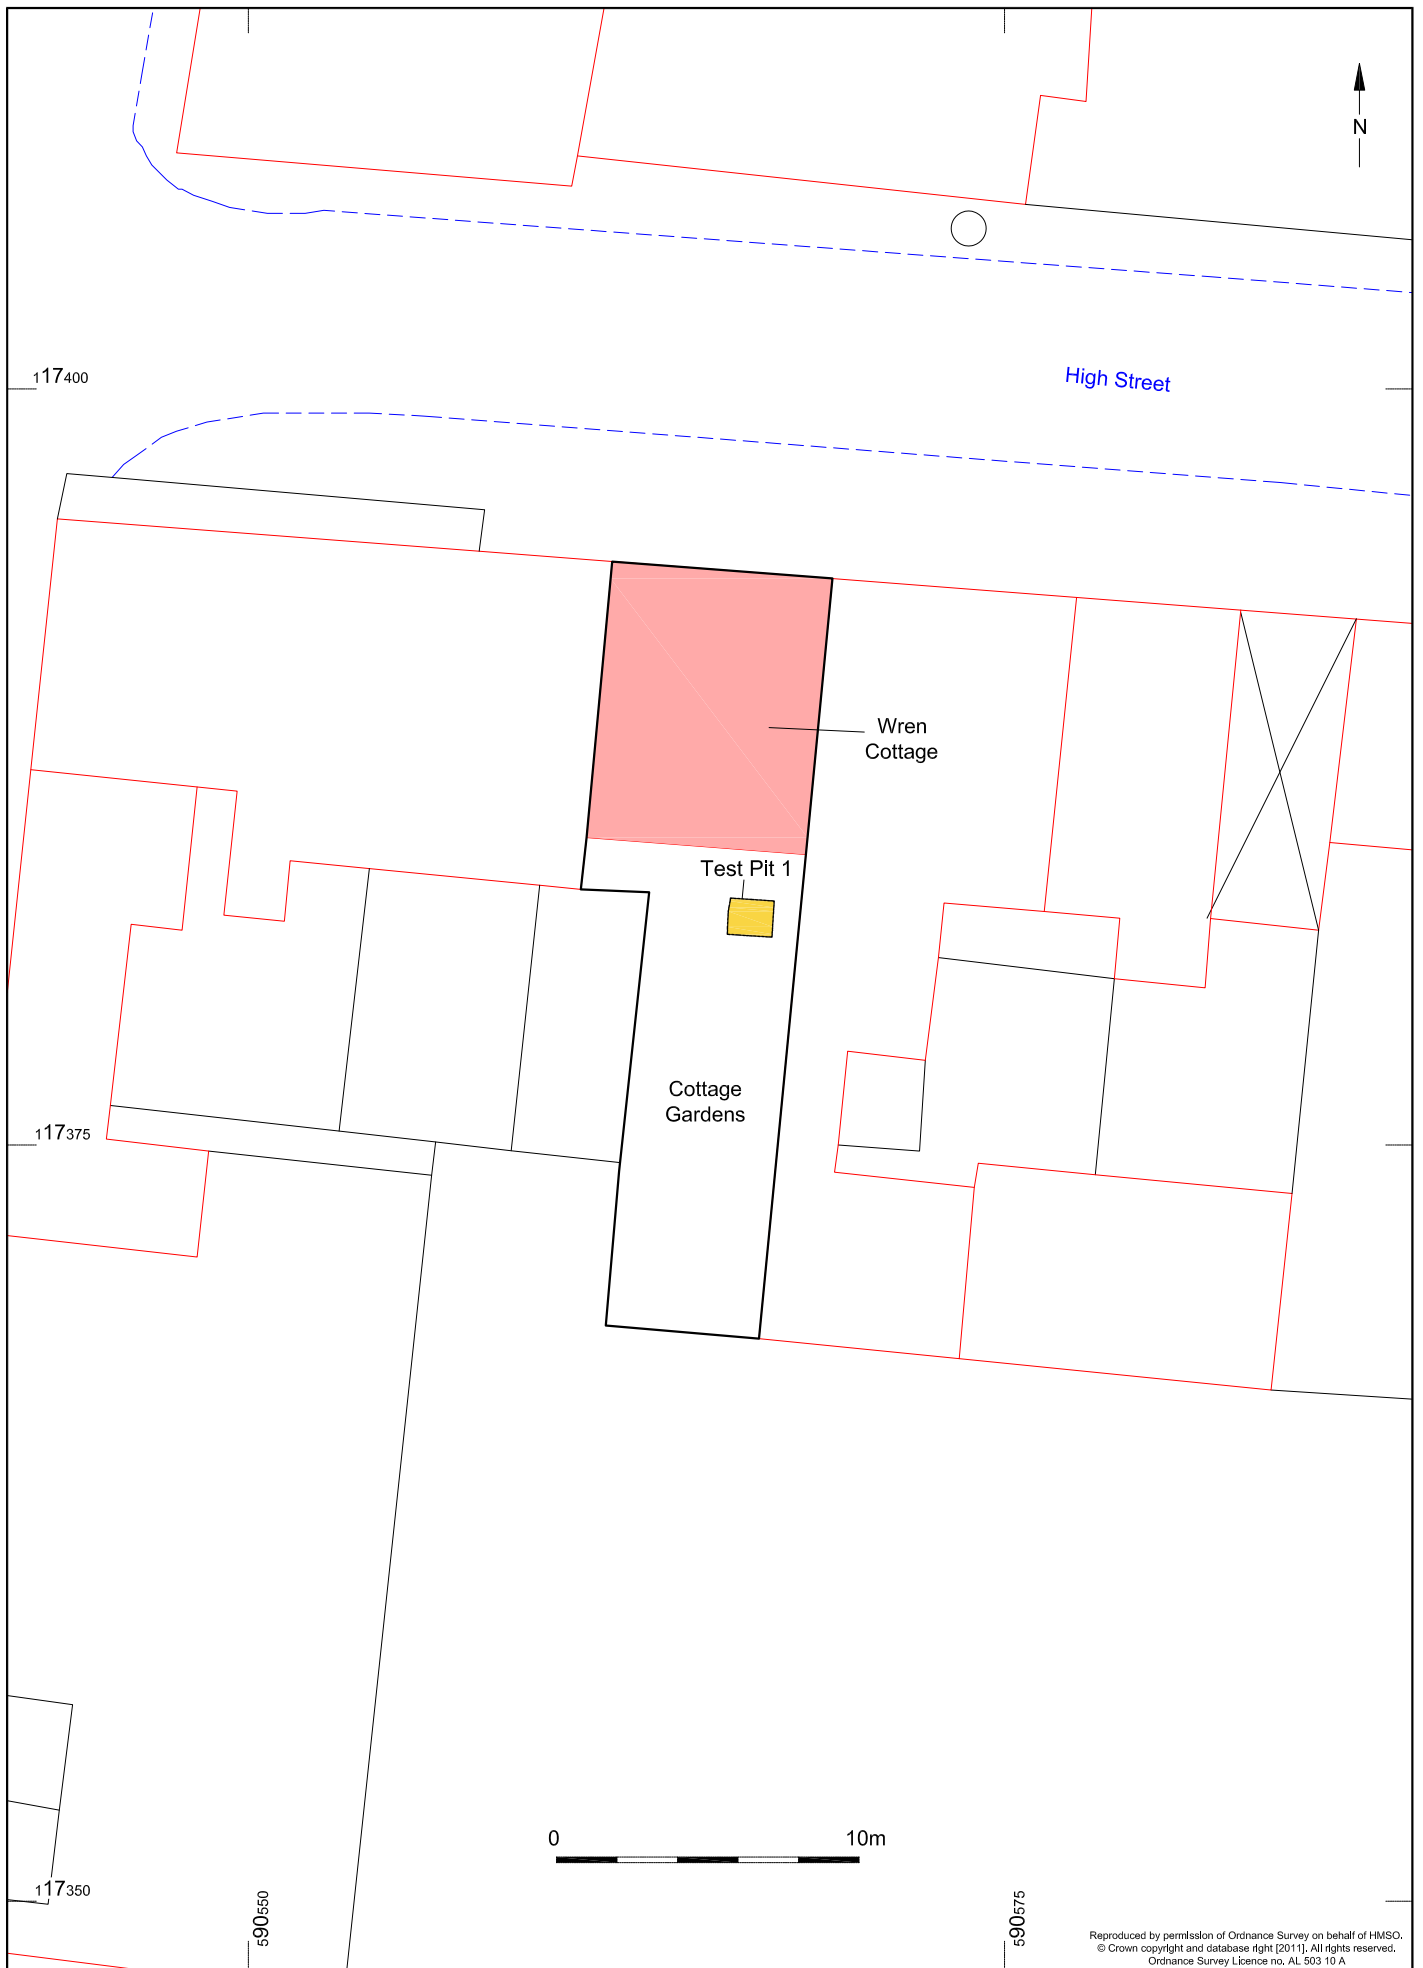 N
117400
High Street
Wren
Cottage
Test Pit 1
Cottage
Gardens
117375
0 10m
117350
590550
590575
Reproduced by permission of Ordnance Survey on behalf of HMSO.
© Crown copyright and database right [2011]. All rights reserved.
Ordnance Survey Licence no. AL 503 10 A